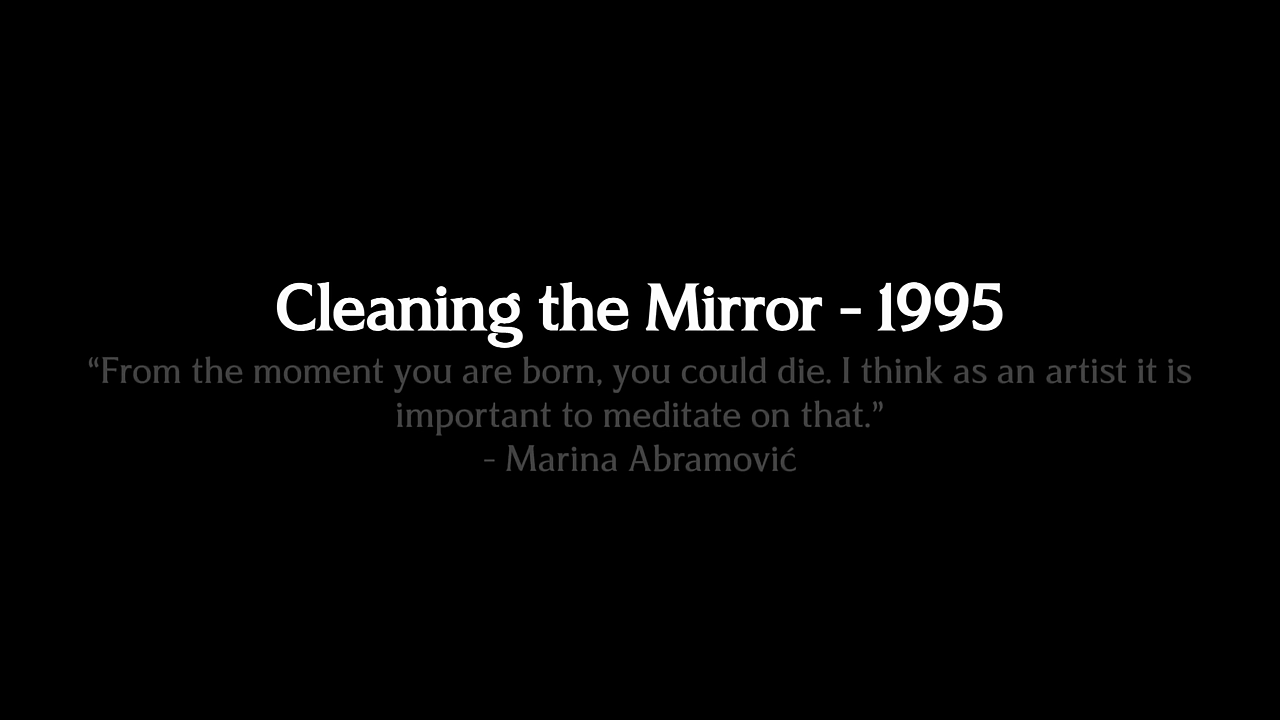 Cleaning the Mirror - 1995
“From the moment you are born, you could die. I think as an artist it is
important to meditate on that.”
- Marina Abramović